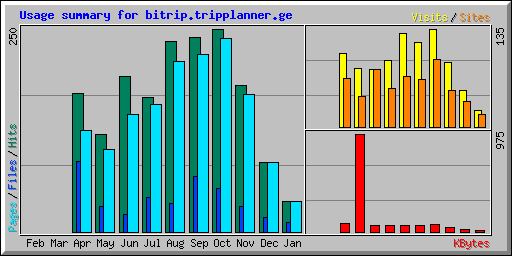 Usage summary for bitrip.tripplanner.ge
Visits/Sites
250
135
975
Pages/Files/Hits
Feb Mar Apr May Jun Jul Aug Sep Oct Nov Dec Jan
KBytes